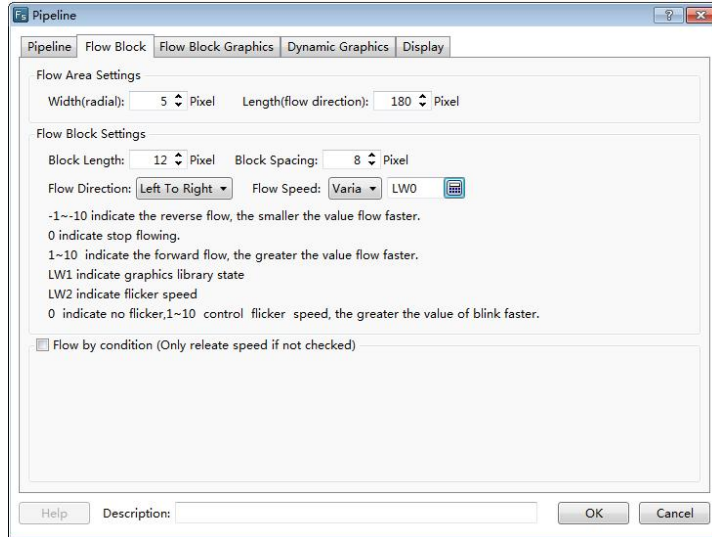 Fs Pipeline
Pipeline Flow Block Flow Block Graphics Dynamic Graphics Display
Flow Area Settings
Width(radial): 5 Pixel Length(flow direction): 180 Pixel
Flow Block Settings
Block Length: 12 Pixel Block Spacing: 8 Pixel
Flow Direction: Left To Right Flow Speed: Varia LW0
-1~-10 indicate the reverse flow, the smaller the value flow faster.
0 indicate stop flowing.
1~10 indicate the forward flow, the greater the value flow faster.
LW1 indicate graphics library state
LW2 indicate flicker speed
0 indicate no flicker,1~10 control flicker speed, the greater the value of blink faster.
Flow by condition (Only releate speed if not checked)
Help Description: OK Cancel